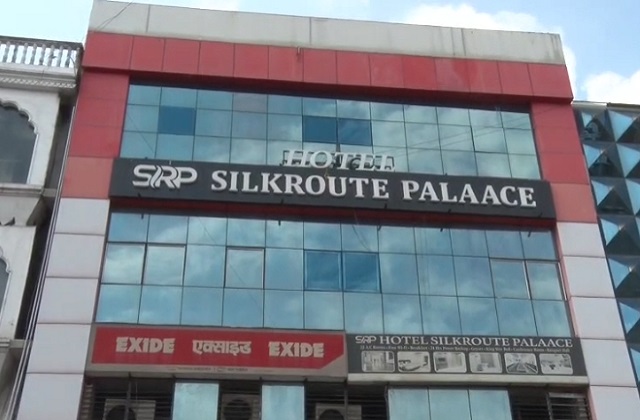 HOTEL
SRP SILKROUTE PALAACE
EXIDE एक्साइड EXIDE
SRP HOTEL SILKROUTE PALAACE